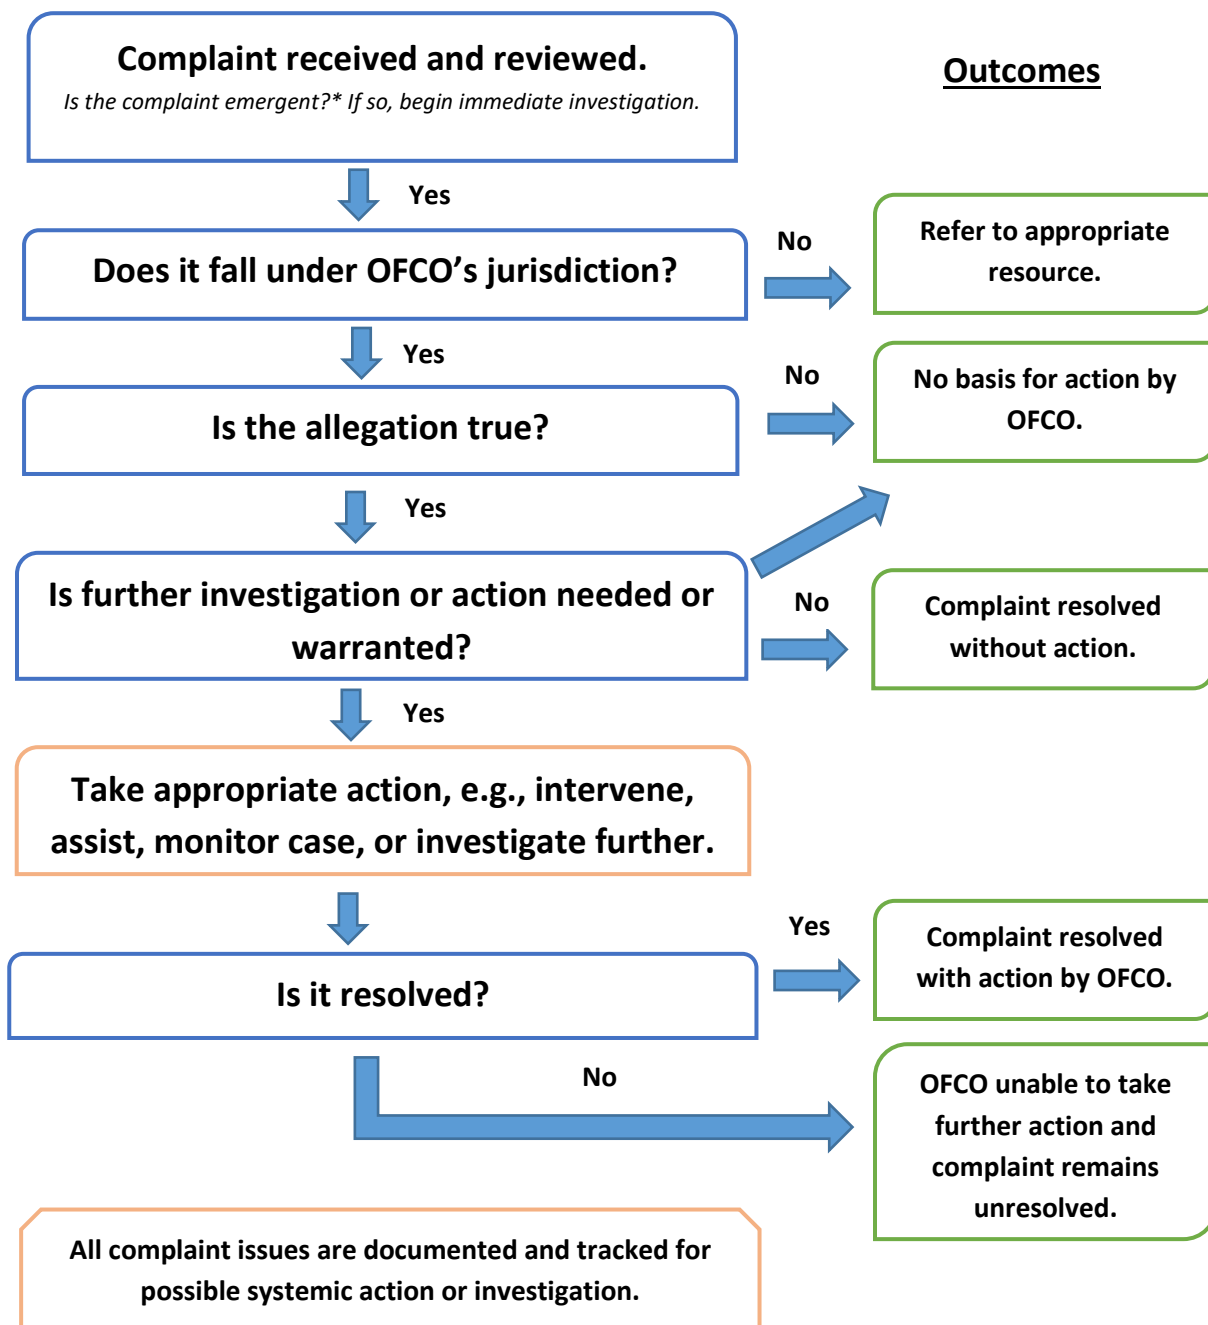 Complaint received and reviewed.
Is the complaint emergent?* If so, begin immediate investigation.
Outcomes
Yes
Does it fall under OFCO’s jurisdiction?
No
Refer to appropriate
resource.
Yes
Is the allegation true?
No
No basis for action by
OFCO.
Yes
Is further investigation or action needed or
warranted?
No
Complaint resolved
without action.
Yes
Take appropriate action, e.g., intervene,
assist, monitor case, or investigate further.
Is it resolved?
Yes
Complaint resolved
with action by OFCO.
No
OFCO unable to take
further action and
complaint remains
unresolved.
All complaint issues are documented and tracked for
possible systemic action or investigation.